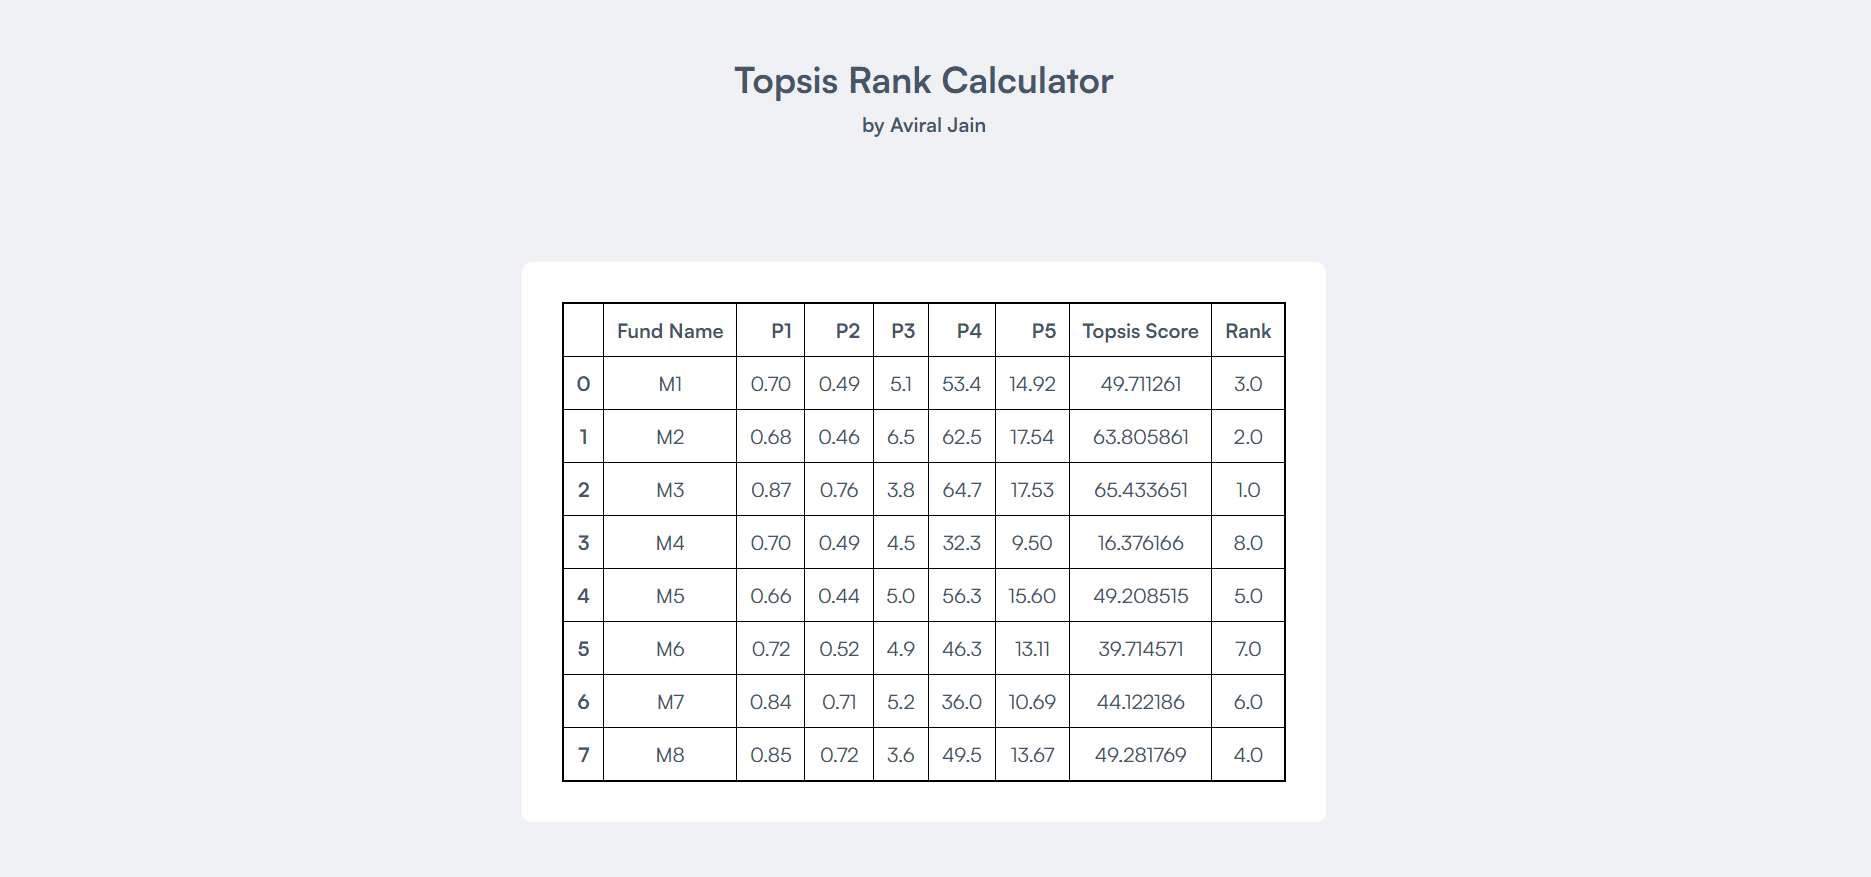 Topsis Rank Calculator
by Aviral Jain
Fund Name P1 P2 P3 P4 P5 Topsis Score Rank
0 M1 0.70 0.49 5.1 53.4 14.92 49.711261 3.0
1 M2 0.68 0.46 6.5 62.5 17.54 63.805861 2.0
2 M3 0.87 0.76 3.8 64.7 17.53 65.433651 1.0
3 M4 0.70 0.49 4.5 32.3 9.50 16.376166 8.0
4 M5 0.66 0.44 5.0 56.3 15.60 49.208515 5.0
5 M6 0.72 0.52 4.9 46.3 13.11 39.714571 7.0
6 M7 0.84 0.71 5.2 36.0 10.69 44.122186 6.0
7 M8 0.85 0.72 3.6 49.5 13.67 49.281769 4.0